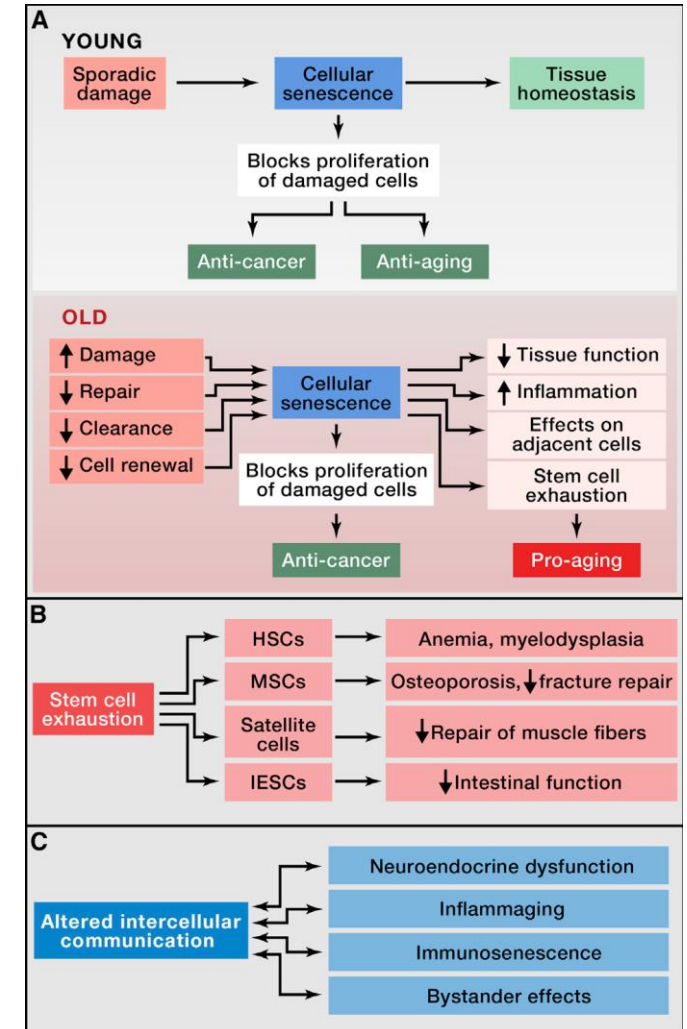 A
YOUNG
Sporadic
damage
Cellular
senescence
Tissue
homeostasis
Blocks proliferation
of damaged cells
Anti-cancer
Anti-aging
OLD
↑ Damage
↓ Repair
↓ Clearance
↓ Cell renewal
Cellular
senescence
Blocks proliferation
of damaged cells
Anti-cancer
↓ Tissue function
↑ Inflammation
Effects on
adjacent cells
Stem cell
exhaustion
Pro-aging
B
Stem cell
exhaustion
HSCs
Anemia, myelodysplasia
MSCs
Osteoporosis, ↓ fracture repair
Satellite
cells
↓ Repair of muscle fibers
IESCs
↓ Intestinal function
C
Altered intercellular
communication
Neuroendocrine dysfunction
Inflammaging
Immunosenescence
Bystander effects